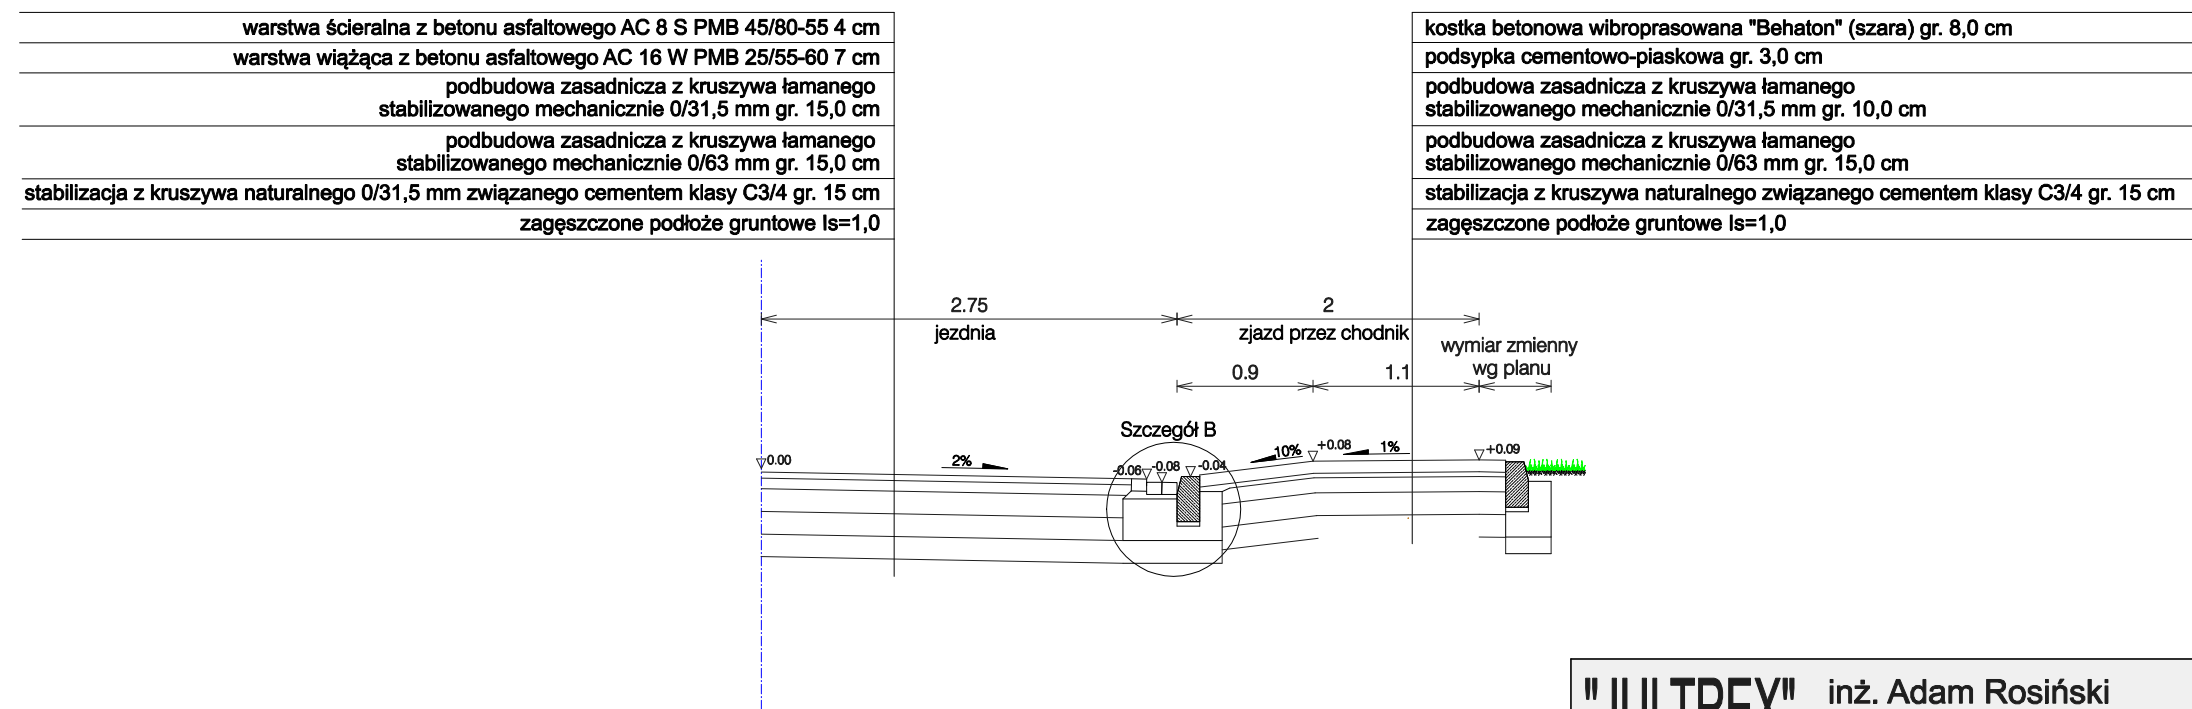 warstwa ścieralna z betonu asfaltowego AC 8 S PMB 45/80-55 4 cm
warstwa wiążąca z betonu asfaltowego AC 16 W PMB 25/55-60 7 cm
podbudowa zasadnicza z kruszywa łamanego
stabilizowanego mechanicznie 0/31,5 mm gr. 15,0 cm
podbudowa zasadnicza z kruszywa łamanego
stabilizowanego mechanicznie 0/63 mm gr. 15,0 cm
stabilizacja z kruszywa naturalnego 0/31,5 mm związanego cementem klasy C3/4 gr. 15 cm
zagęszczone podłoże gruntowe Is=1,0
kostka betonowa wibroprasowana "Behaton" (szara) gr. 8,0 cm
podsypka cementowo-piaskowa gr. 3,0 cm
podbudowa zasadnicza z kruszywa łamanego
stabilizowanego mechanicznie 0/31,5 mm gr. 10,0 cm
podbudowa zasadnicza z kruszywa łamanego
stabilizowanego mechanicznie 0/63 mm gr. 15,0 cm
stabilizacja z kruszywa naturalnego związanego cementem klasy C3/4 gr. 15 cm
zagęszczone podłoże gruntowe Is=1,0
2.75
2
jezdnia
zjazd przez chodnik
wymiar zmienny
wg planu
0.9
1.1
Szczegół B
0.00
2%
-0.06
-0.08
-0.04
10%
+0.08
1%
+0.09
inż. Adam Rosiński